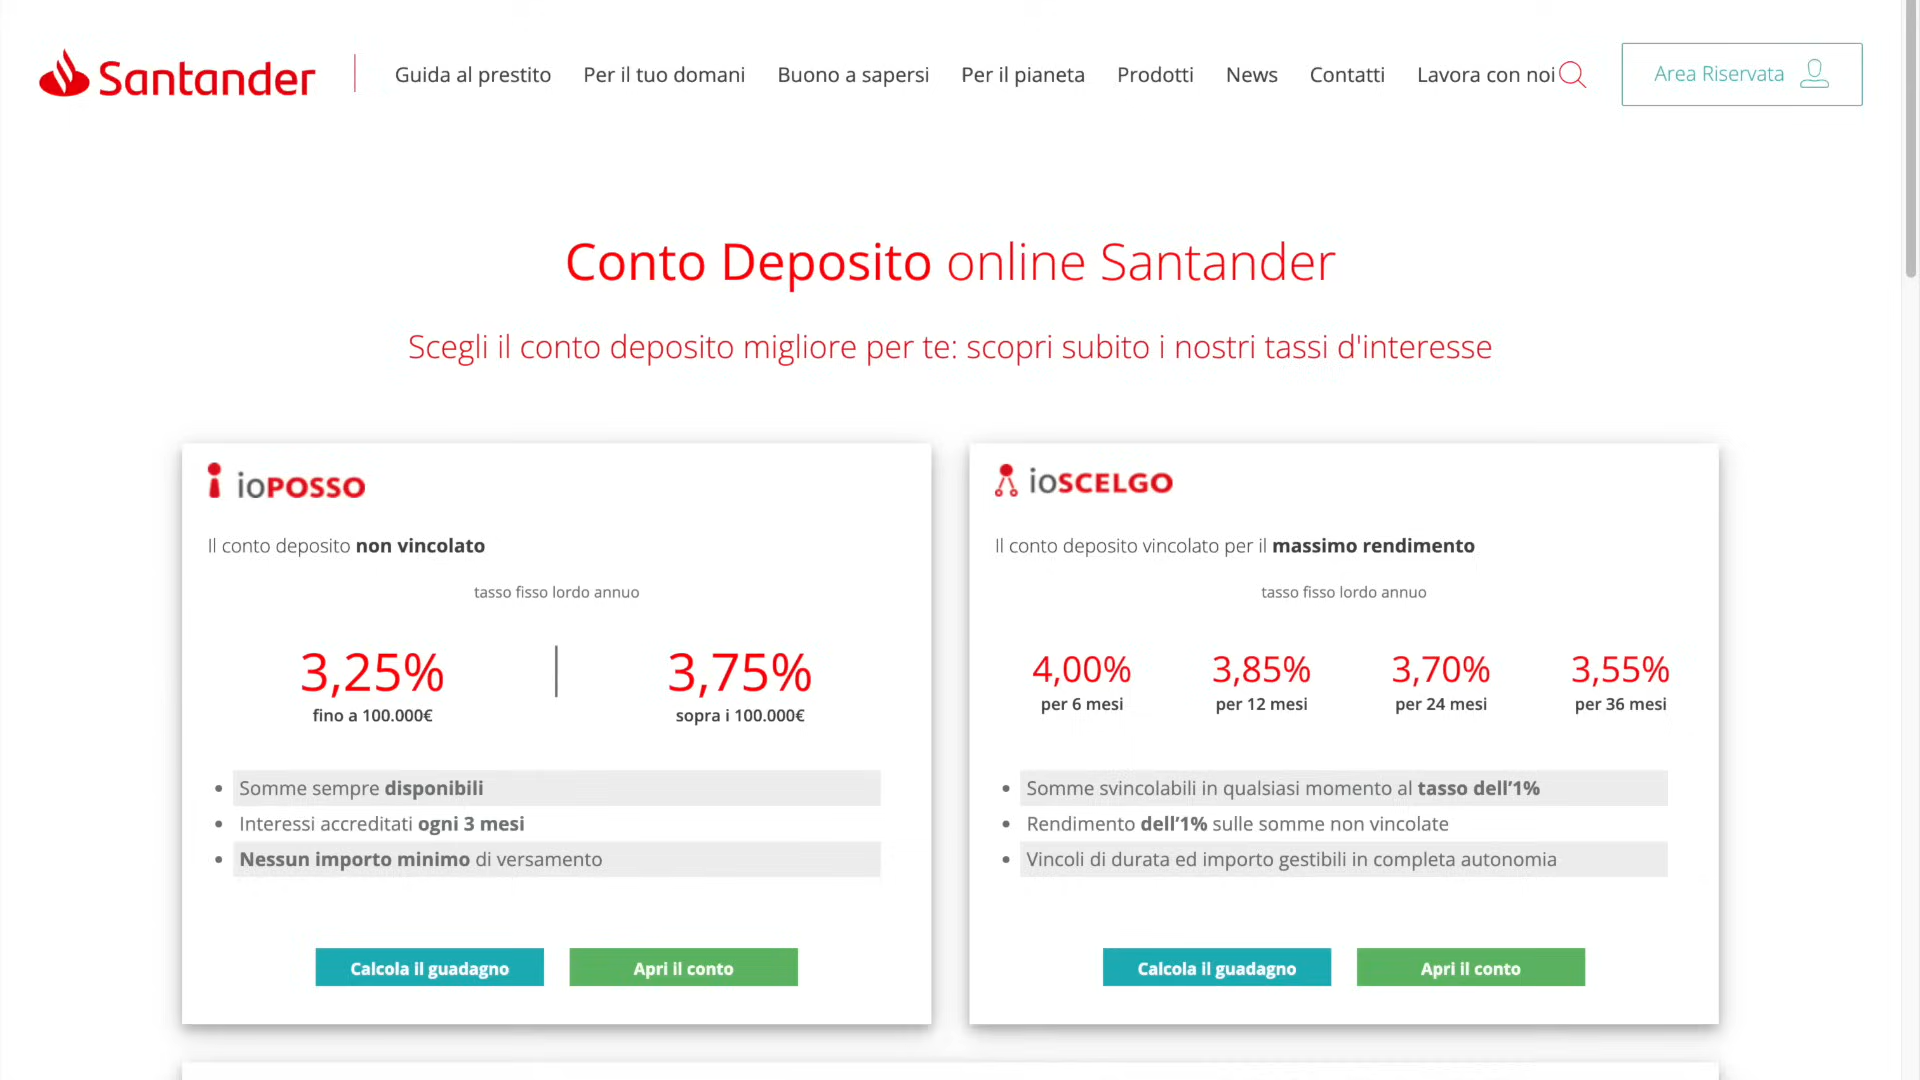 Santander
Guida al prestito
Per il tuo domani
Buono a sapersi
Per il pianeta
Prodotti
News
Contatti
Lavora con noi
Area Riservata
Conto Deposito online Santander
Scegli il conto deposito migliore per te: scopri subito i nostri tassi d'interesse
ioPOSSO
Il conto deposito non vincolato
tasso fisso lordo annuo
3,25%
fino a 100.000€
3,75%
sopra i 100.000€
Somme sempre disponibili
Interessi accreditati ogni 3 mesi
Nessun importo minimo di versamento
Calcola il guadagno
Apri il conto
ioSCELGO
Il conto deposito vincolato per il massimo rendimento
tasso fisso lordo annuo
4,00%
per 6 mesi
3,85%
per 12 mesi
3,70%
per 24 mesi
3,55%
per 36 mesi
Somme svincolabili in qualsiasi momento al tasso dell’1%
Rendimento dell’1% sulle somme non vincolate
Vincoli di durata ed importo gestibili in completa autonomia
Calcola il guadagno
Apri il conto